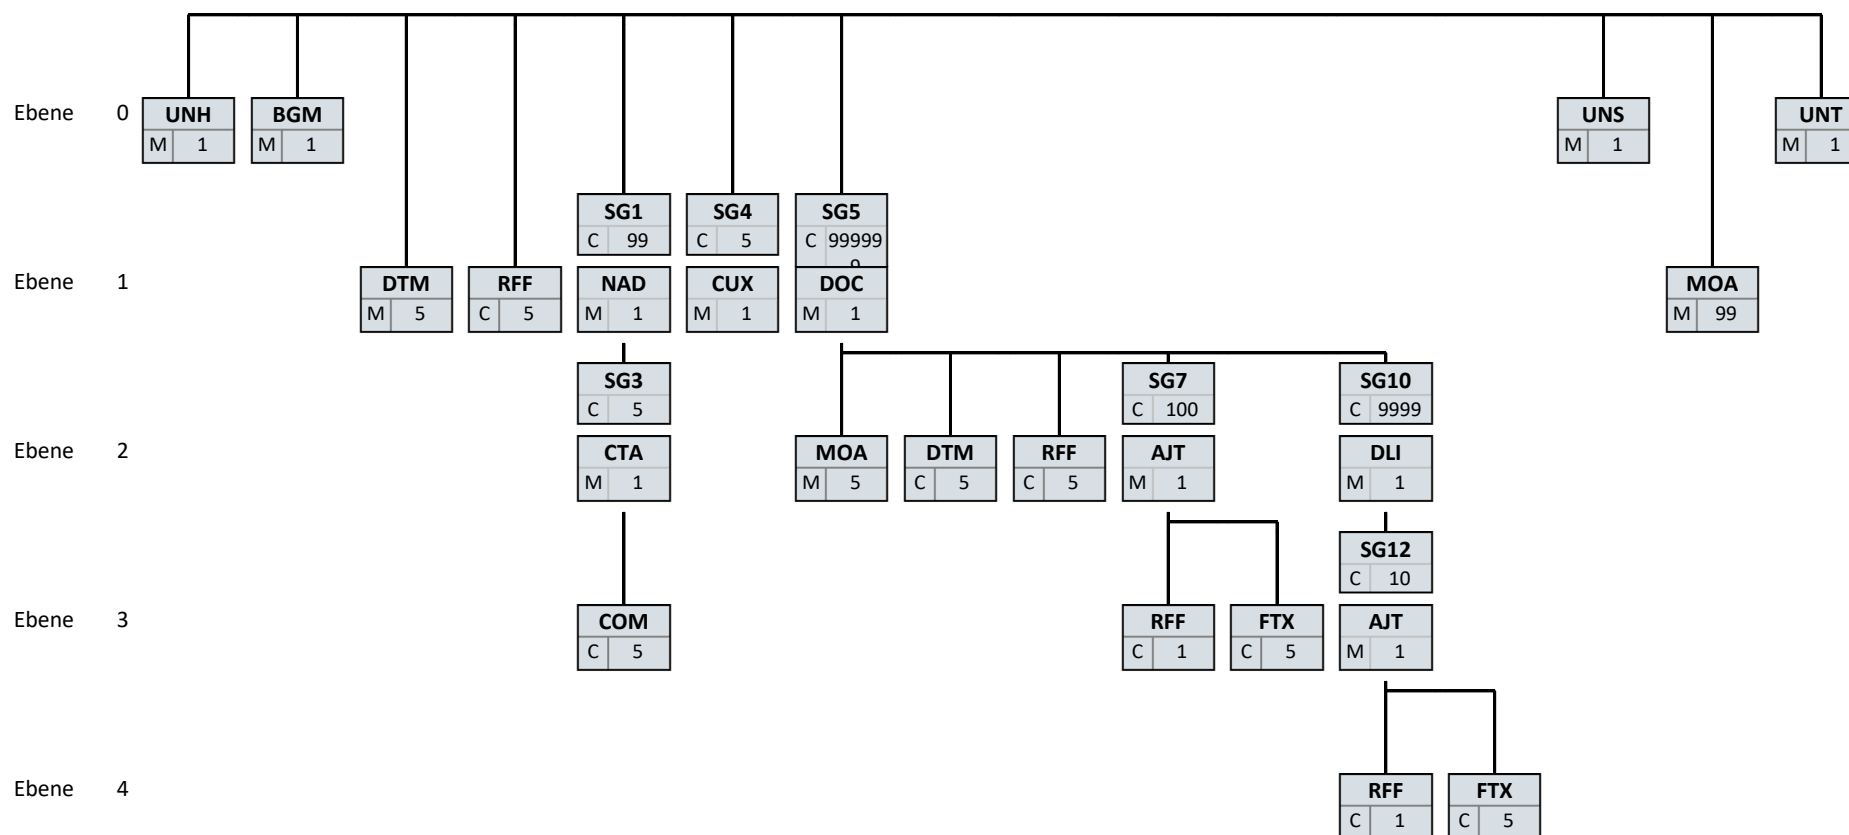 Ebene 0 UNH BGM UNS UNT
M 1 M 1 M 1 M 1
SG1 SG4 SG5
C 99 C 5 C 99999
Ebene 1 DTM RFF NAD CUX DOC MOA
M 5 C 5 M 1 M 1 M 1 M 99
SG3 SG7 SG10
C 5 C 100 C 9999
Ebene 2 CTA MOA DTM RFF AJT DLI
M 1 M 5 C 5 C 5 M 1 M 1
SG12
C 10
Ebene 3 COM RFF FTX AJT
C 5 C 1 C 5 M 1
Ebene 4 RFF FTX
C 1 C 5